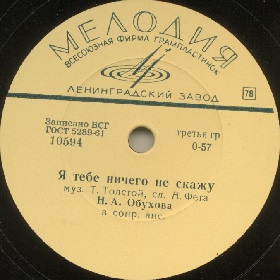 МЕЛОДИЯ
ВСЕСОЮЗНАЯ ФИРМА ГРАМПЛАСТИНОК
ЛЕНИНГРАДСКИЙ ЗАВОД
78
Записано ВСГ
ГОСТ 5289-61
10594
третье гр
0-57
Я тебе ничего не скажу
муз. Т. Толстой, сл. А. Фета
Н. А. Обухова
в сопр. анс.